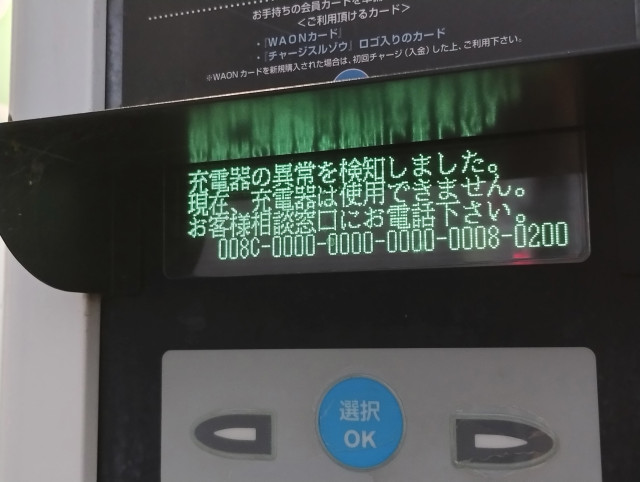 お手持ちの会員カードを準備
<ご利用頂けるカード>
・『WAONカード』
・『チャージスルゾウ』ロゴ入りのカード
※WAONカードを新規購入された場合は、初回チャージ(入金)した上、ご利用下さい。
充電器の異常を検知しました。
現在、充電器は使用できません。
お客様相談窓口にお電話下さい。
008C-0000-0000-0000-0008-0200
選択
OK